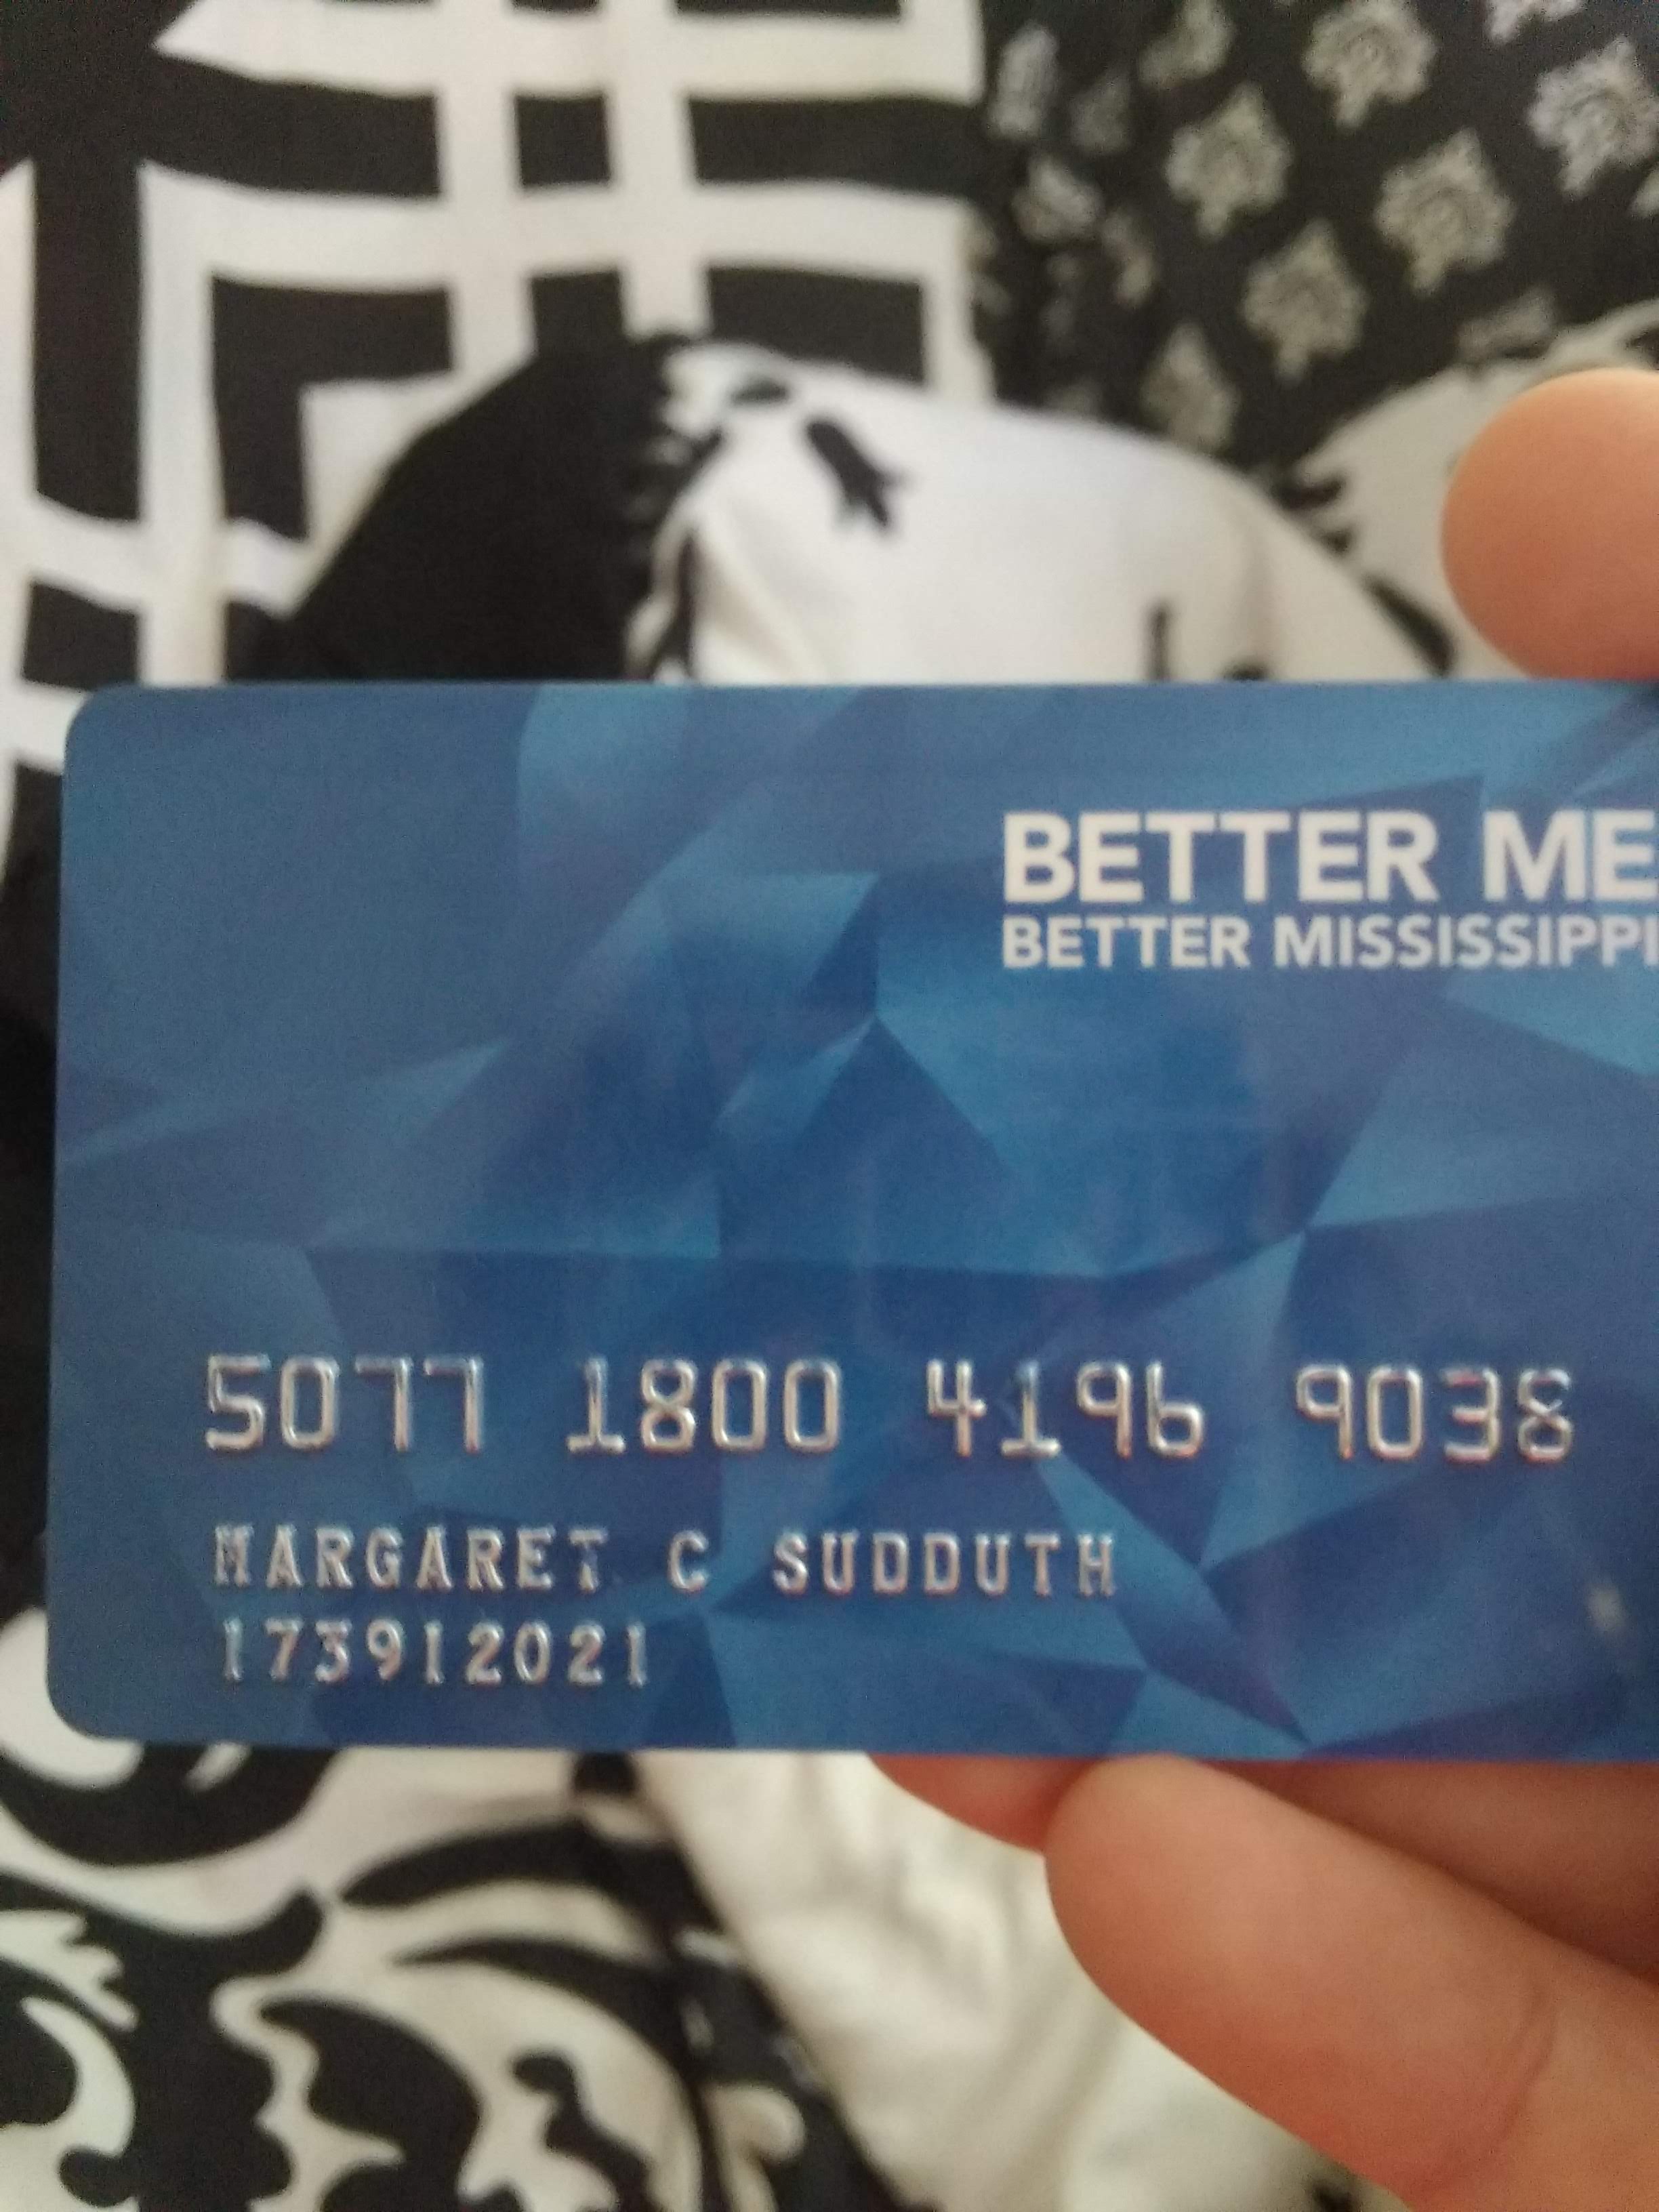 BETTER ME
BETTER MISSISSIPPI
5077 1800 4196 9038
MARGARET C SUDDUTH
173912021